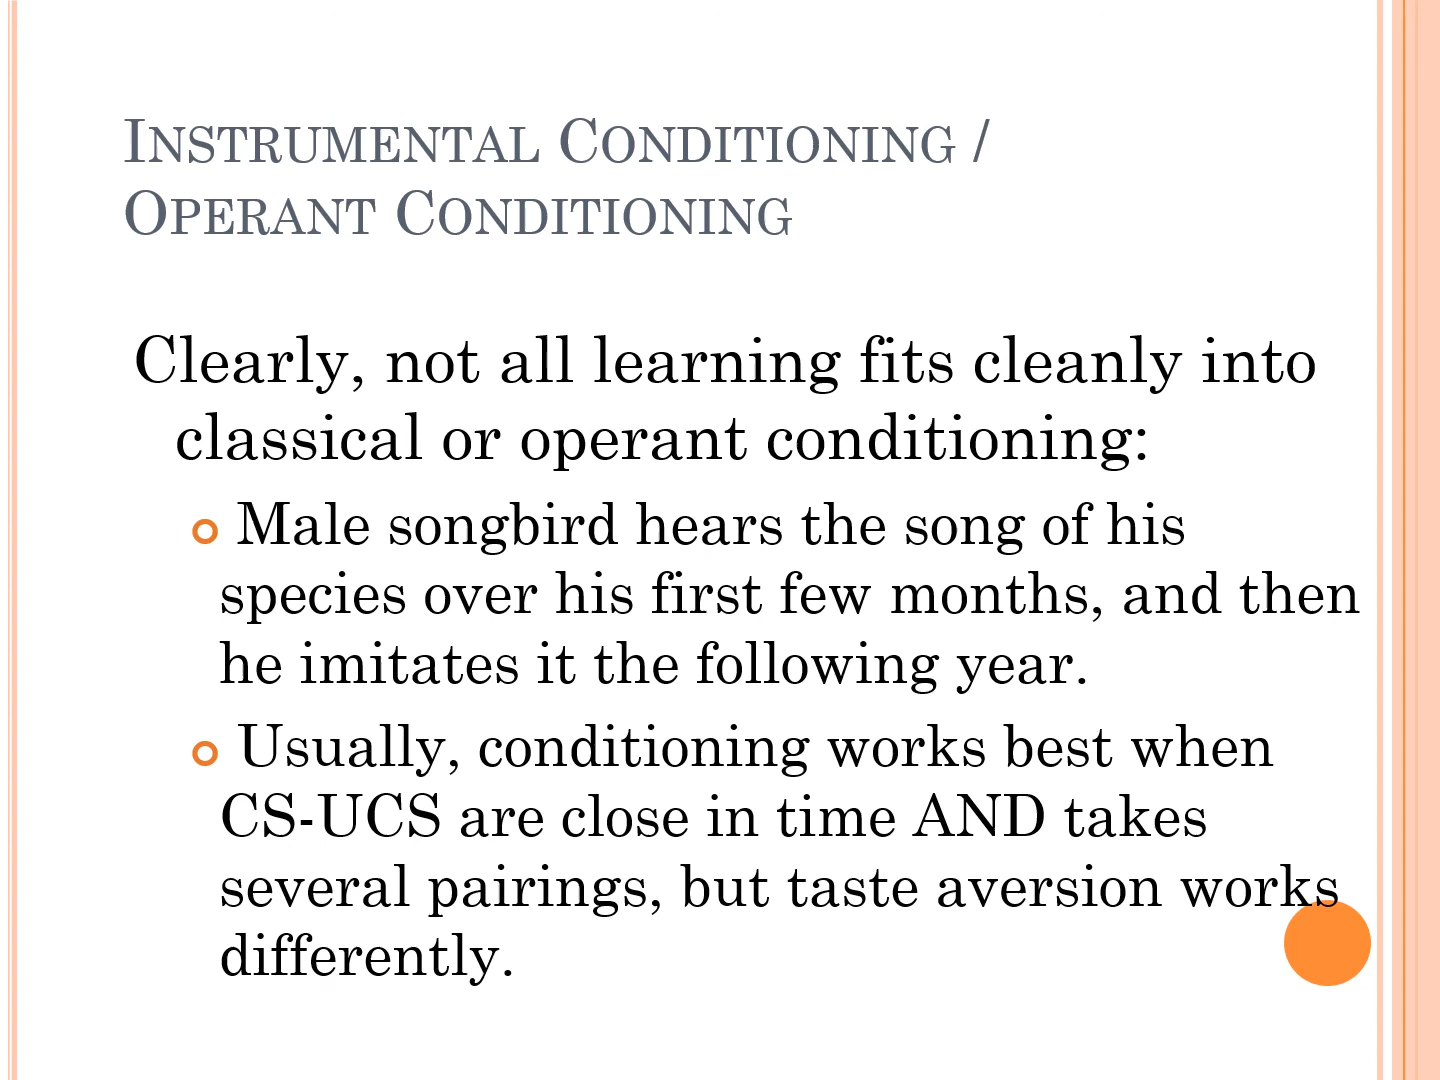 INSTRUMENTAL CONDITIONING /
OPERANT CONDITIONING
Clearly, not all learning fits cleanly into
classical or operant conditioning:
Male songbird hears the song of his
species over his first few months, and then
he imitates it the following year.
Usually, conditioning works best when
CS-UCS are close in time AND takes
several pairings, but taste aversion works
differently.